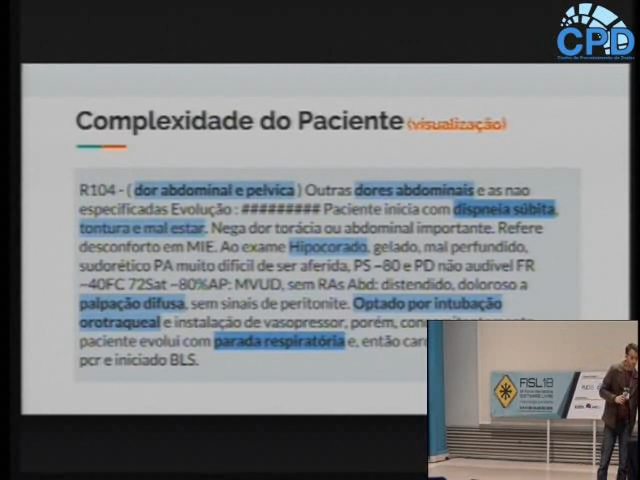 CPD
Complexidade do Paciente (visualização)
R104 - ( dor abdominal e pelvica ) Outras dores abdominais e as nao
especificadas Evolução : ######### Paciente inicia com dispneia súbita,
tontura e mal estar. Nega dor torácia ou abdominal importante. Refere
desconforto em MIE. Ao exame Hipocorado, gelado, mal perfundido,
sudorético PA muito difícil de ser aferida, PS ~80 e PD não audível FR
~40FC 72Sat ~80%AP: MVUD, sem RAs Abd: distendido, doloroso a
palpação difusa, sem sinais de peritonite. Optado por intubação
orotraqueal e instalação de vasopressor, porém,
paciente evolui com parada respiratória e, então
pcr e iniciado BLS.
FISL18
SOFTWARE LIVRE